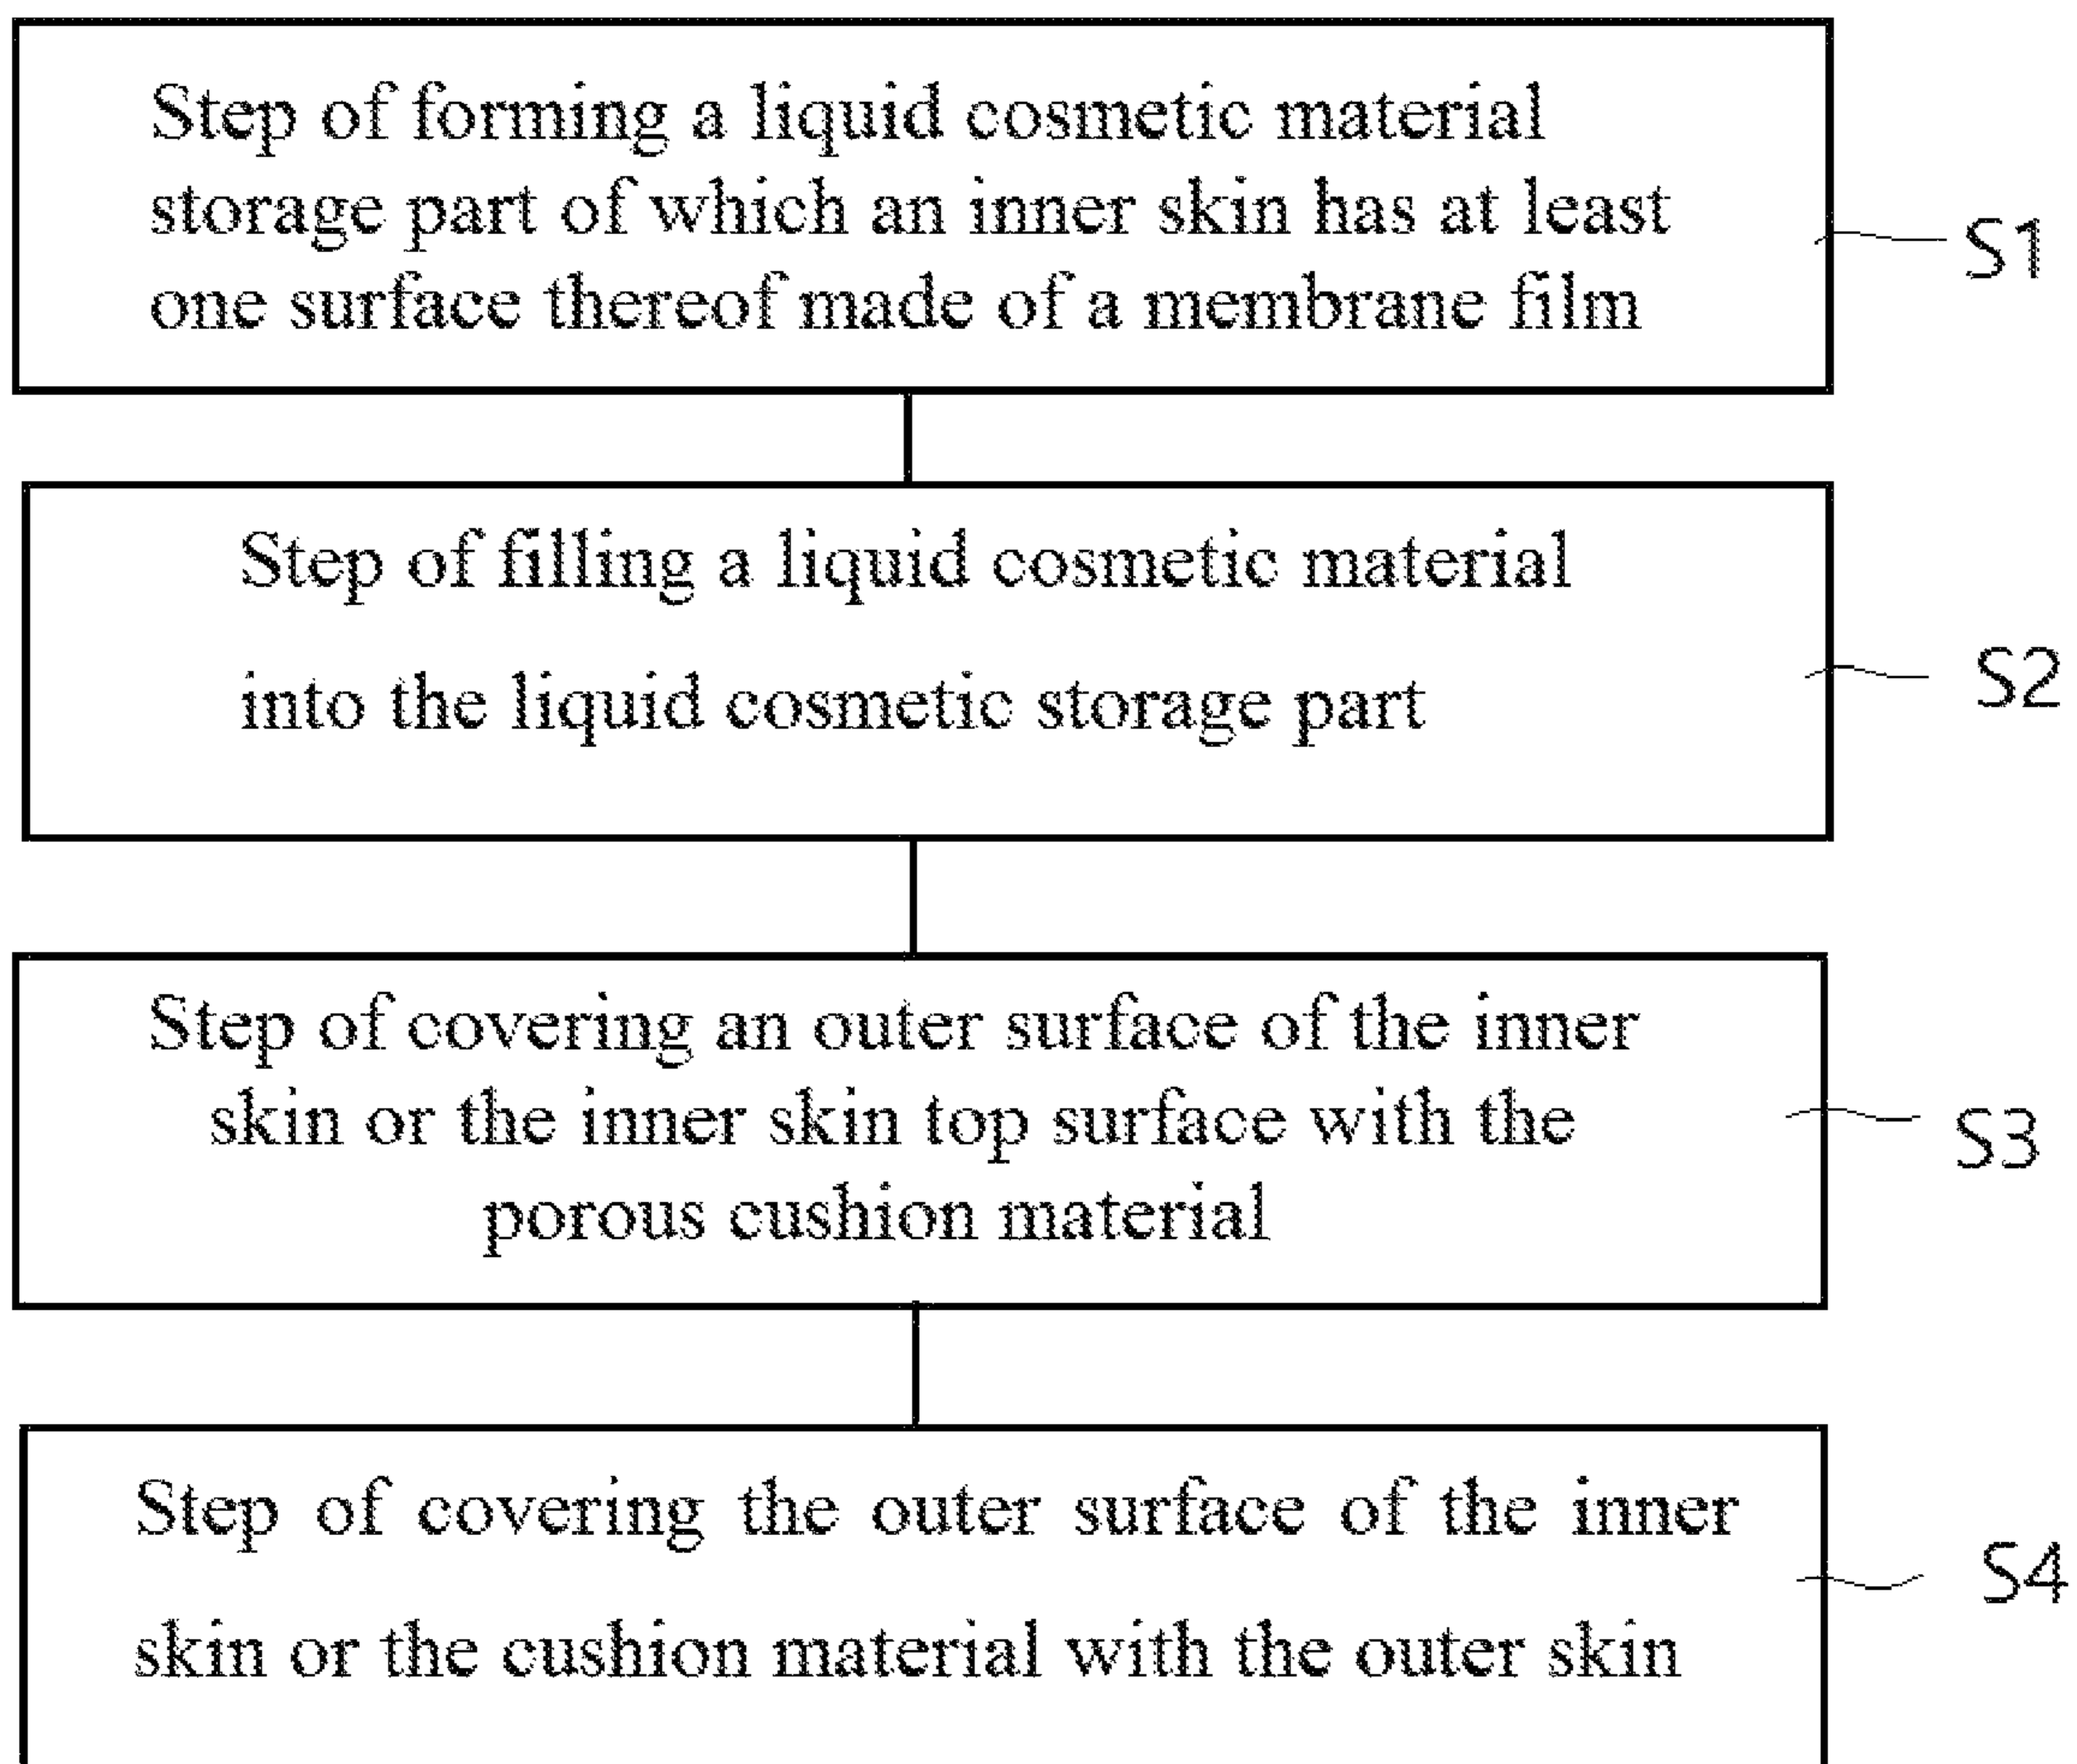 Step of forming a liquid cosmetic material
storage part of which an inner skin has at least
one surface thereof made of a membrane film
S1
Step of filling a liquid cosmetic material
into the liquid cosmetic storage part
S2
Step of covering an outer surface of the inner
skin or the inner skin top surface with the
porous cushion material
S3
Step of covering the outer surface of the inner
skin or the cushion material with the outer skin
S4